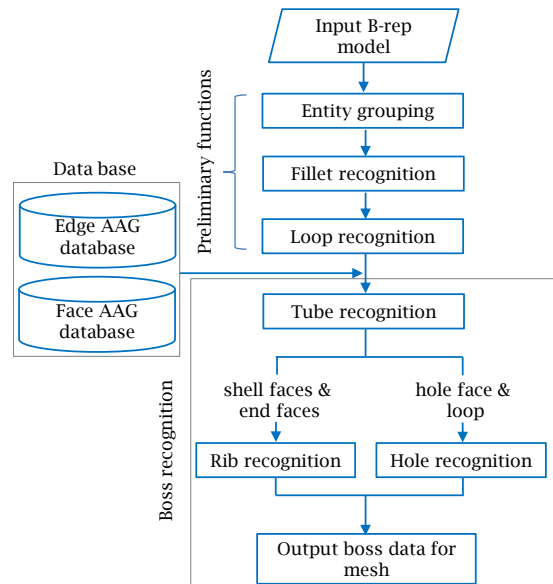 Input B-rep
model
Preliminary functions
Entity grouping
Fillet recognition
Loop recognition
Data base
Edge AAG
database
Face AAG
database
Boss recognition
Tube recognition
shell faces &
end faces
hole face &
loop
Rib recognition
Hole recognition
Output boss data for
mesh